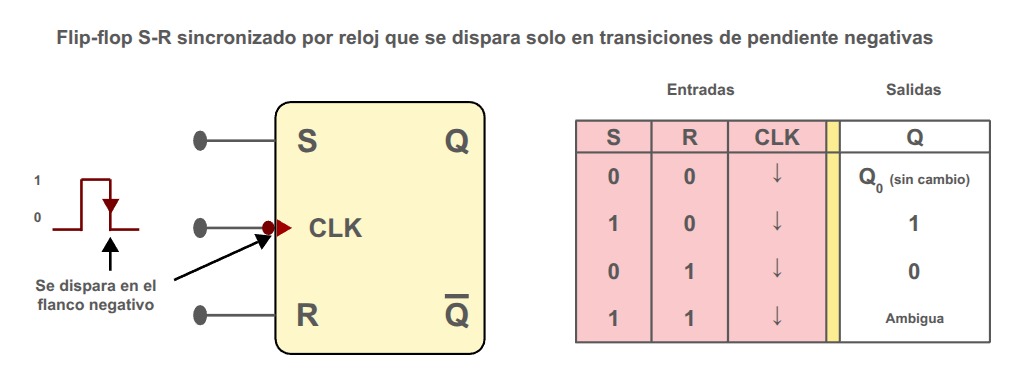 Flip-flop S-R sincronizado por reloj que se dispara solo en transiciones de pendiente negativas
Entradas Salidas
S Q
CLK
R Q̅
1
0
Se dispara en el
flanco negativo
S R CLK Q
0 0 ↓ Q₀ (sin cambio)
1 0 ↓ 1
0 1 ↓ 0
1 1 ↓ Ambigua